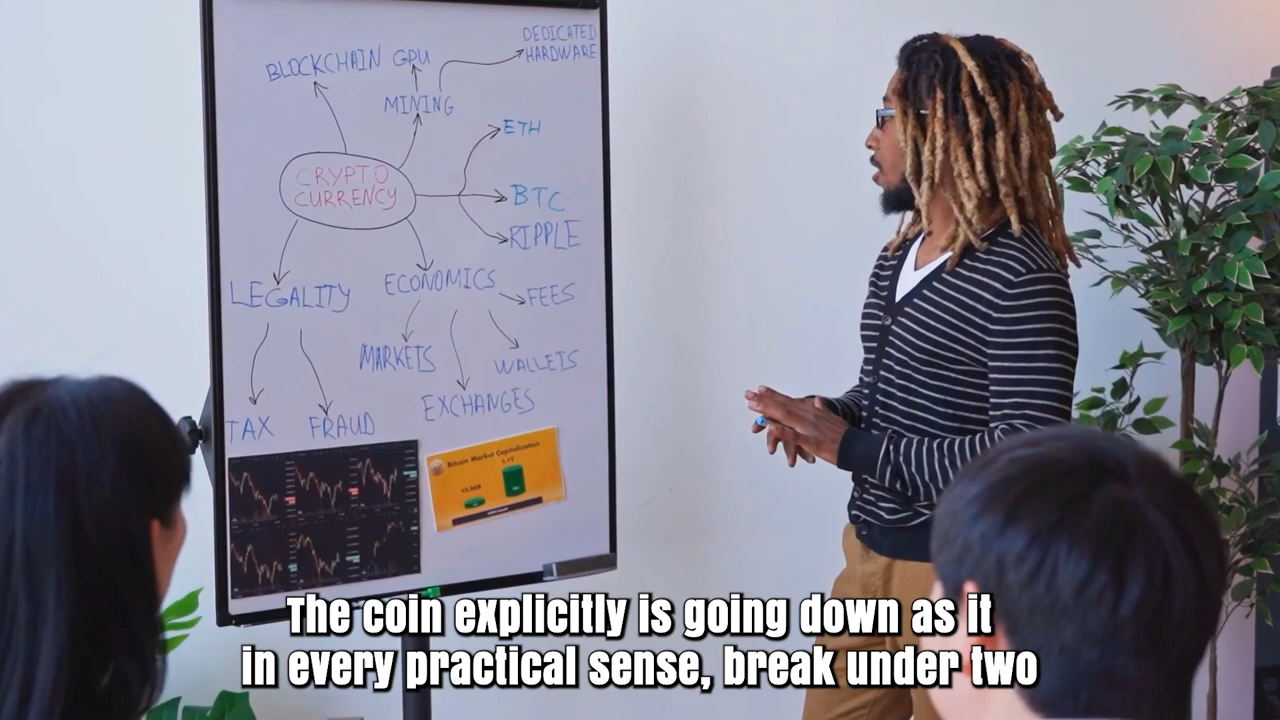 DEDICATED
HARDWARE
BLOCKCHAIN GPU
MINING
ETH
CRYPTO
CURRENCY
BTC
RIPPLE
LEGALITY
ECONOMICS
FEES
MARKETS
WALLETS
EXCHANGES
TAX
FRAUD
Bitcoin Market Capitalization
The coin explicitly is going down as it
in every practical sense, break under two